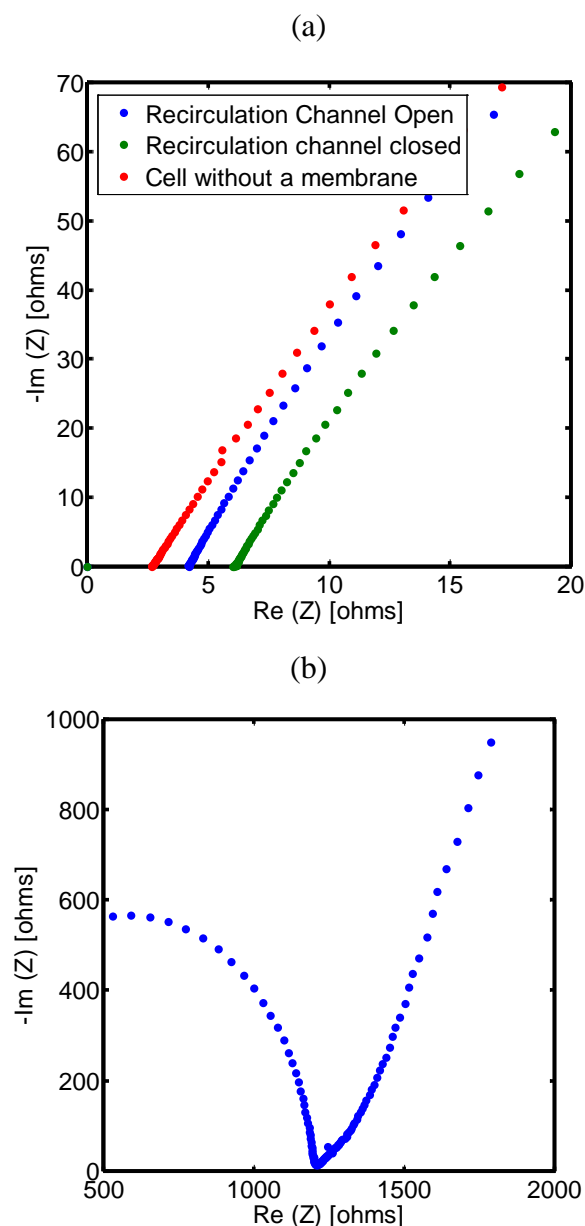 (a)
70
60
50
40
30
20
10
0
-Im (Z) [ohms]
Recirculation Channel Open
Recirculation channel closed
Cell without a membrane
0 5 10 15 20
Re (Z) [ohms]
(b)
1000
800
600
400
200
0
-Im (Z) [ohms]
500 1000 1500 2000
Re (Z) [ohms]